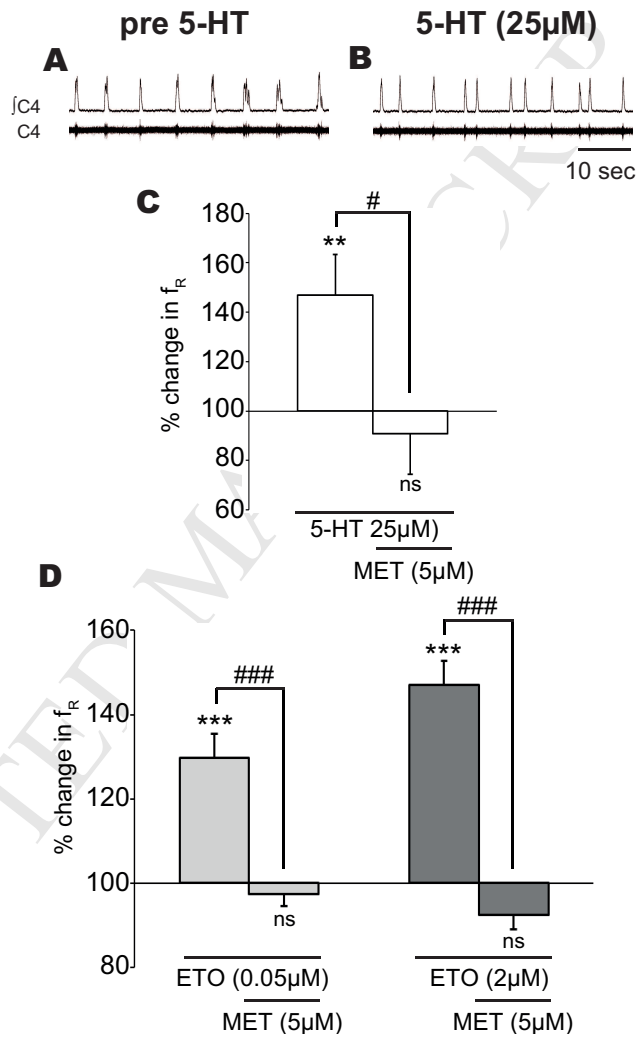 pre 5-HT
5-HT (25µM)
A
B
∫C4
C4
10 sec
C
180
160
140
120
100
80
60
% change in fR
#
**
ns
5-HT 25µM)
MET (5µM)
D
160
140
120
100
80
% change in fR
###
***
ns
###
***
ns
ETO (0.05µM)
ETO (2µM)
MET (5µM)
MET (5µM)